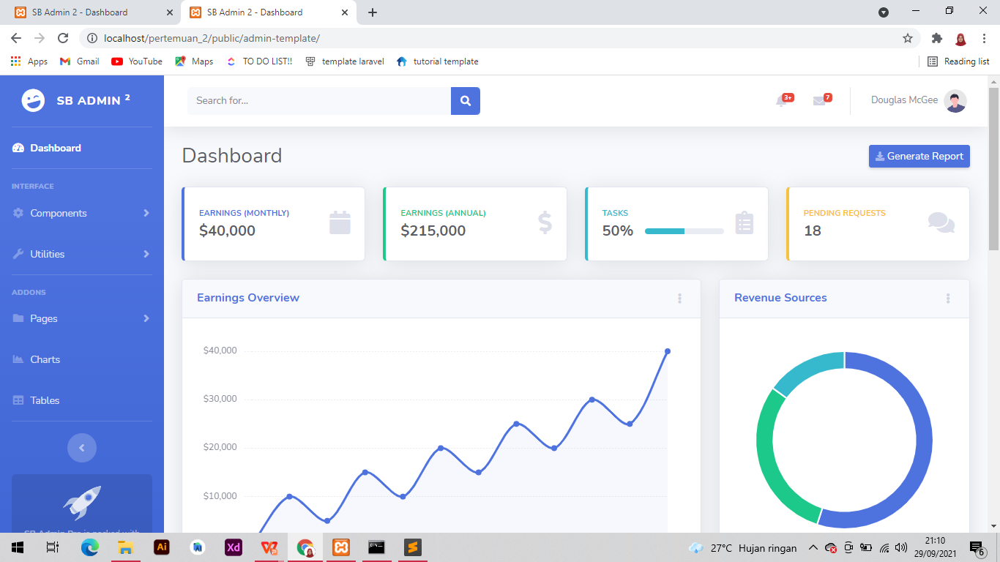 SB Admin 2 - Dashboard
SB Admin 2 - Dashboard
localhost/pertemuan_2/public/admin-template/
Apps Gmail YouTube Maps TO DO LIST!! template laravel tutorial template Reading list
SB ADMIN 2
Search for...
3+
7
Douglas McGee
Dashboard
INTERFACE
Components
Utilities
ADDONS
Pages
Charts
Tables
SB Admin Pro is packed with
Dashboard
Generate Report
EARNINGS (MONTHLY)
$40,000
EARNINGS (ANNUAL)
$215,000
TASKS
50%
PENDING REQUESTS
18
Earnings Overview
$40,000
$30,000
$20,000
$10,000
Revenue Sources
Ai
Xd
27°C Hujan ringan
21:10
29/09/2021
6